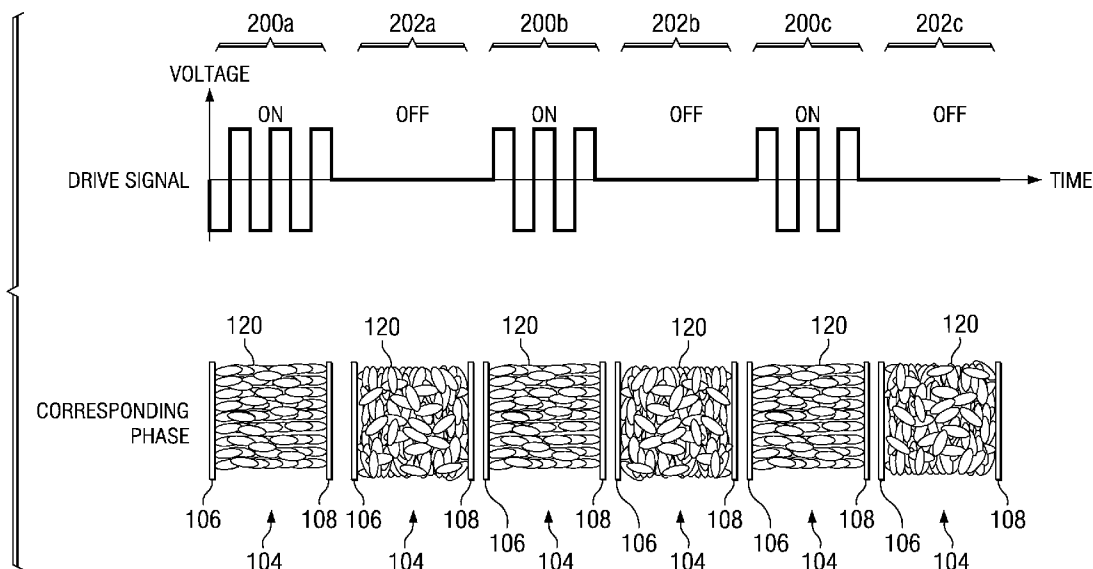 200a 202a 200b 202b 200c 202c
VOLTAGE
ON OFF ON OFF ON OFF
DRIVE SIGNAL
TIME
120 120 120 120 120 120
CORRESPONDING
PHASE
106 108 106 108 106 108 106 108 106 108 106 108
104 104 104 104 104 104